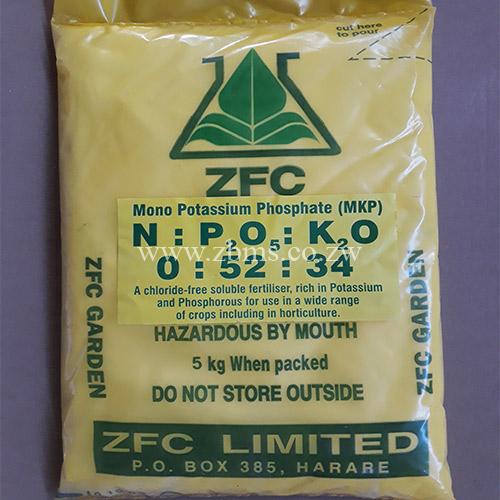 cut here
to pour
ZFC
Mono Potassium Phosphate (MKP)
N : P₂O₅ : K₂O
www.zbms.co.zw
0 : 52 : 34
A chloride-free soluble fertiliser, rich in Potassium
and Phosphorous for use in a wide range
of crops including in horticulture.
HAZARDOUS BY MOUTH
5 kg When packed
DO NOT STORE OUTSIDE
ZFC GARDEN
ZFC GARDEN
ZFC LIMITED
P.O. BOX 385, HARARE